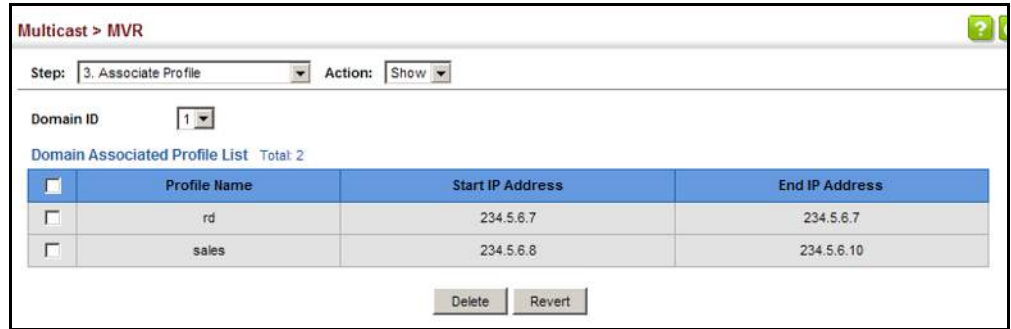 Multicast > MVR
?
Step: 3. Associate Profile Action: Show
Domain ID 1
Domain Associated Profile List Total: 2
Profile Name Start IP Address End IP Address
rd 234.5.6.7 234.5.6.7
sales 234.5.6.8 234.5.6.10
Delete Revert